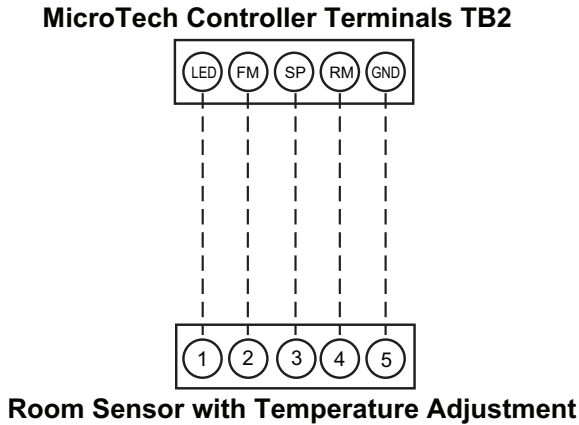 MicroTech Controller Terminals TB2
LED FM SP RM GND
1 2 3 4 5
Room Sensor with Temperature Adjustment